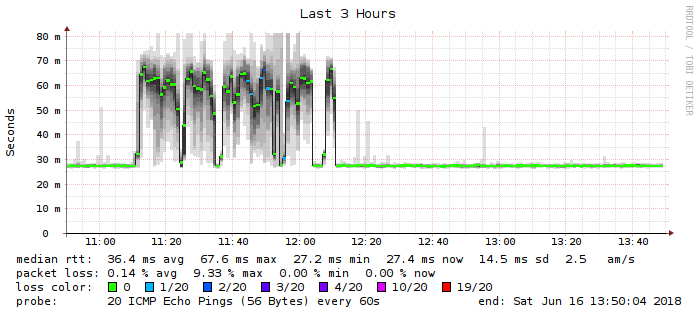 Last 3 Hours
RRDTOOL / TOBI OETIKER
Seconds
80 m
70 m
60 m
50 m
40 m
30 m
20 m
10 m
0
11:00 11:20 11:40 12:00 12:20 12:40 13:00 13:20 13:40
median rtt: 36.4 ms avg 67.6 ms max 27.2 ms min 27.4 ms now 14.5 ms sd 2.5 am/s
packet loss: 0.14 % avg 9.33 % max 0.00 % min 0.00 % now
loss color: 0 1/20 2/20 3/20 4/20 10/20 19/20
probe: 20 ICMP Echo Pings (56 Bytes) every 60s end: Sat Jun 16 13:50:04 2018